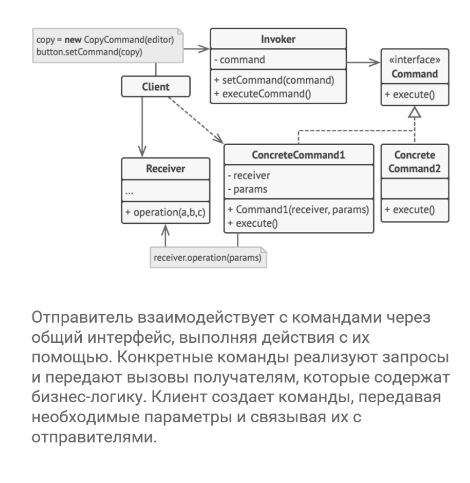 copy = new CopyCommand(editor)
button.setCommand(copy)
Client
Invoker
- command
+ setCommand(command)
+ executeCommand()
«interface»
Command
+ execute()
Receiver
...
+ operation(a,b,c)
ConcreteCommand1
- receiver
- params
+ Command1(receiver, params)
+ execute()
Concrete
Command2
+ execute()
receiver.operation(params)
Отправитель взаимодействует с командами через
общий интерфейс, выполняя действия с их
помощью. Конкретные команды реализуют запросы
и передают вызовы получателям, которые содержат
бизнес-логику. Клиент создает команды, передавая
необходимые параметры и связывая их с
отправителями.